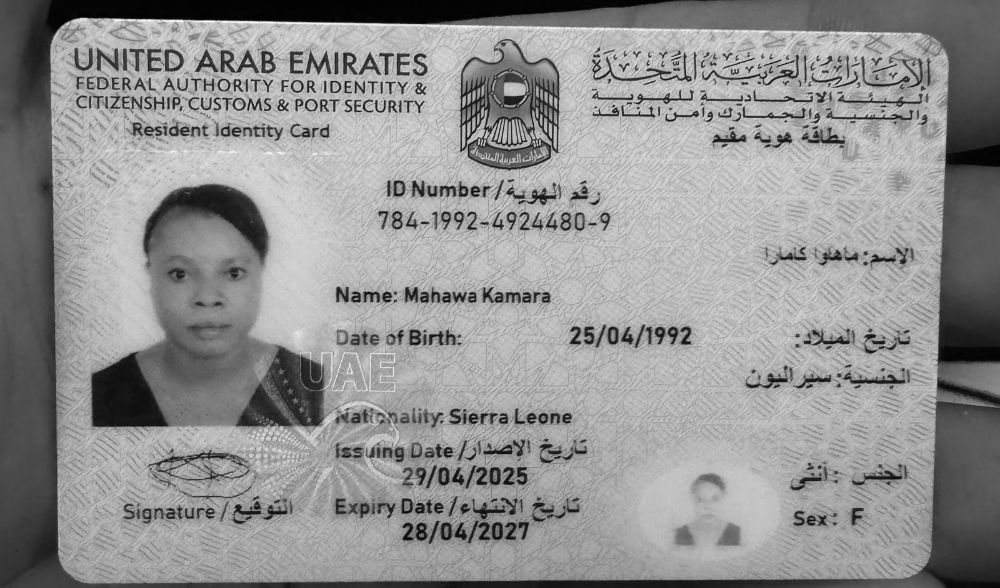 UNITED ARAB EMIRATES
FEDERAL AUTHORITY FOR IDENTITY &
CITIZENSHIP, CUSTOMS & PORT SECURITY
Resident Identity Card
الإمارات العربية المتحدة
الهيئة الاتحادية للهوية
والجنسية والجمارك وأمن المنافذ
بطاقة هوية مقيم
الإمارات العربية المتحدة
ID Number / رقم الهوية
784-1992-4924480-9
الإسم: ماهاوا كامارا
Name: Mahawa Kamara
Date of Birth: 25/04/1992 تاريخ الميلاد:
الجنسية: سيراليون
UAE
Nationality: Sierra Leone
Issuing Date / تاريخ الإصدار
29/04/2025
Expiry Date / تاريخ الانتهاء
28/04/2027
الجنس : أنثى
Sex: F
Signature / التوقيع